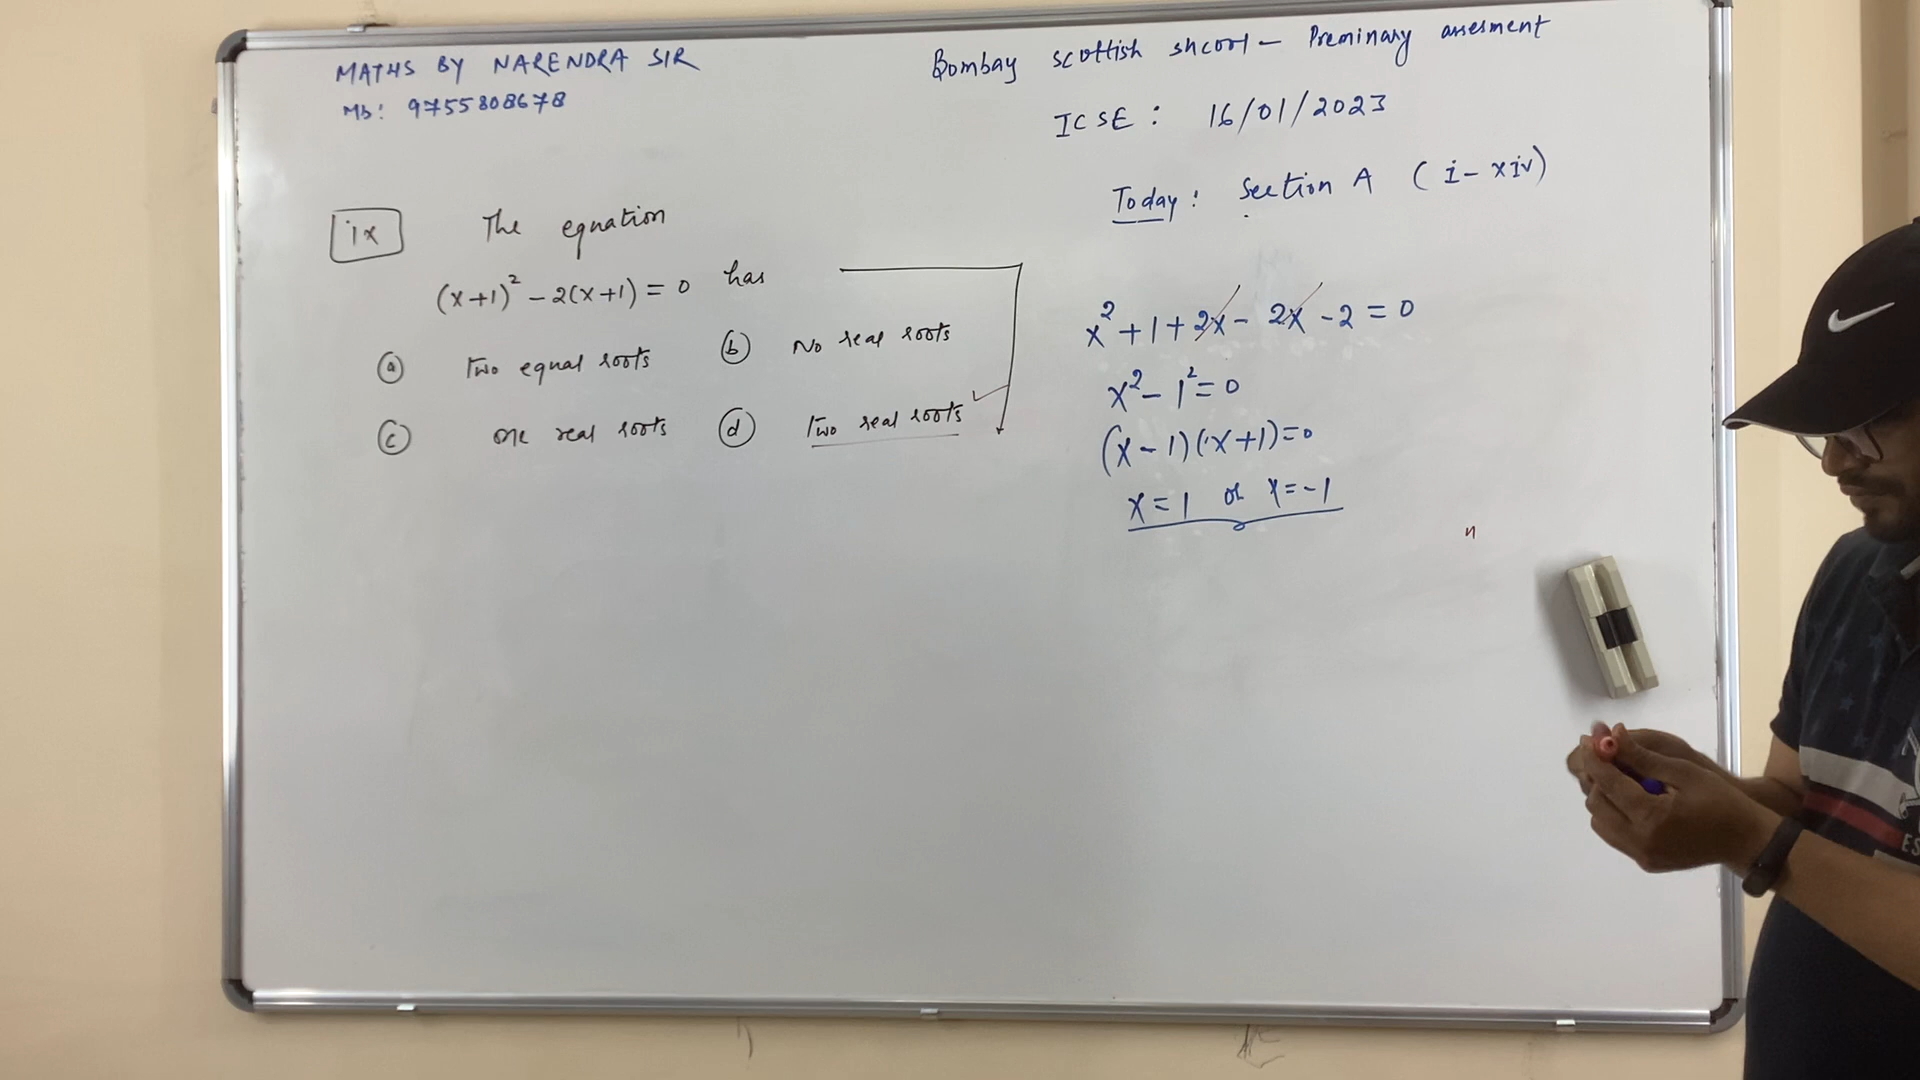 MATHS BY NARENDRA SIR
Mb: 9755808678
Bombay scottish shcool - Preminary assesment
ICSE : 16/01/2023
Today: Section A (i - xiv)
ix The equation
(x+1)² - 2(x+1) = 0 has
a Two equal roots b No real roots
c one real roots d Two real roots
x² + 1 + 2x - 2x - 2 = 0
x² - 1² = 0
(x - 1)(x + 1) = 0
x = 1 or x = -1
ES